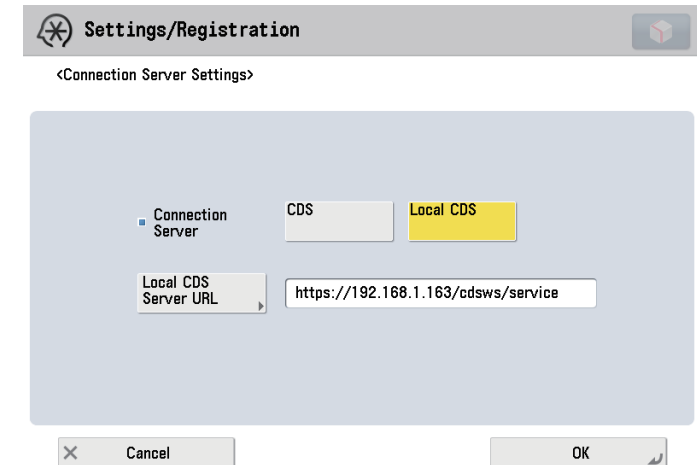 Settings/Registration
<Connection Server Settings>
Connection
Server
CDS
Local CDS
Local CDS
Server URL
https://192.168.1.163/cdsws/service
Cancel
OK